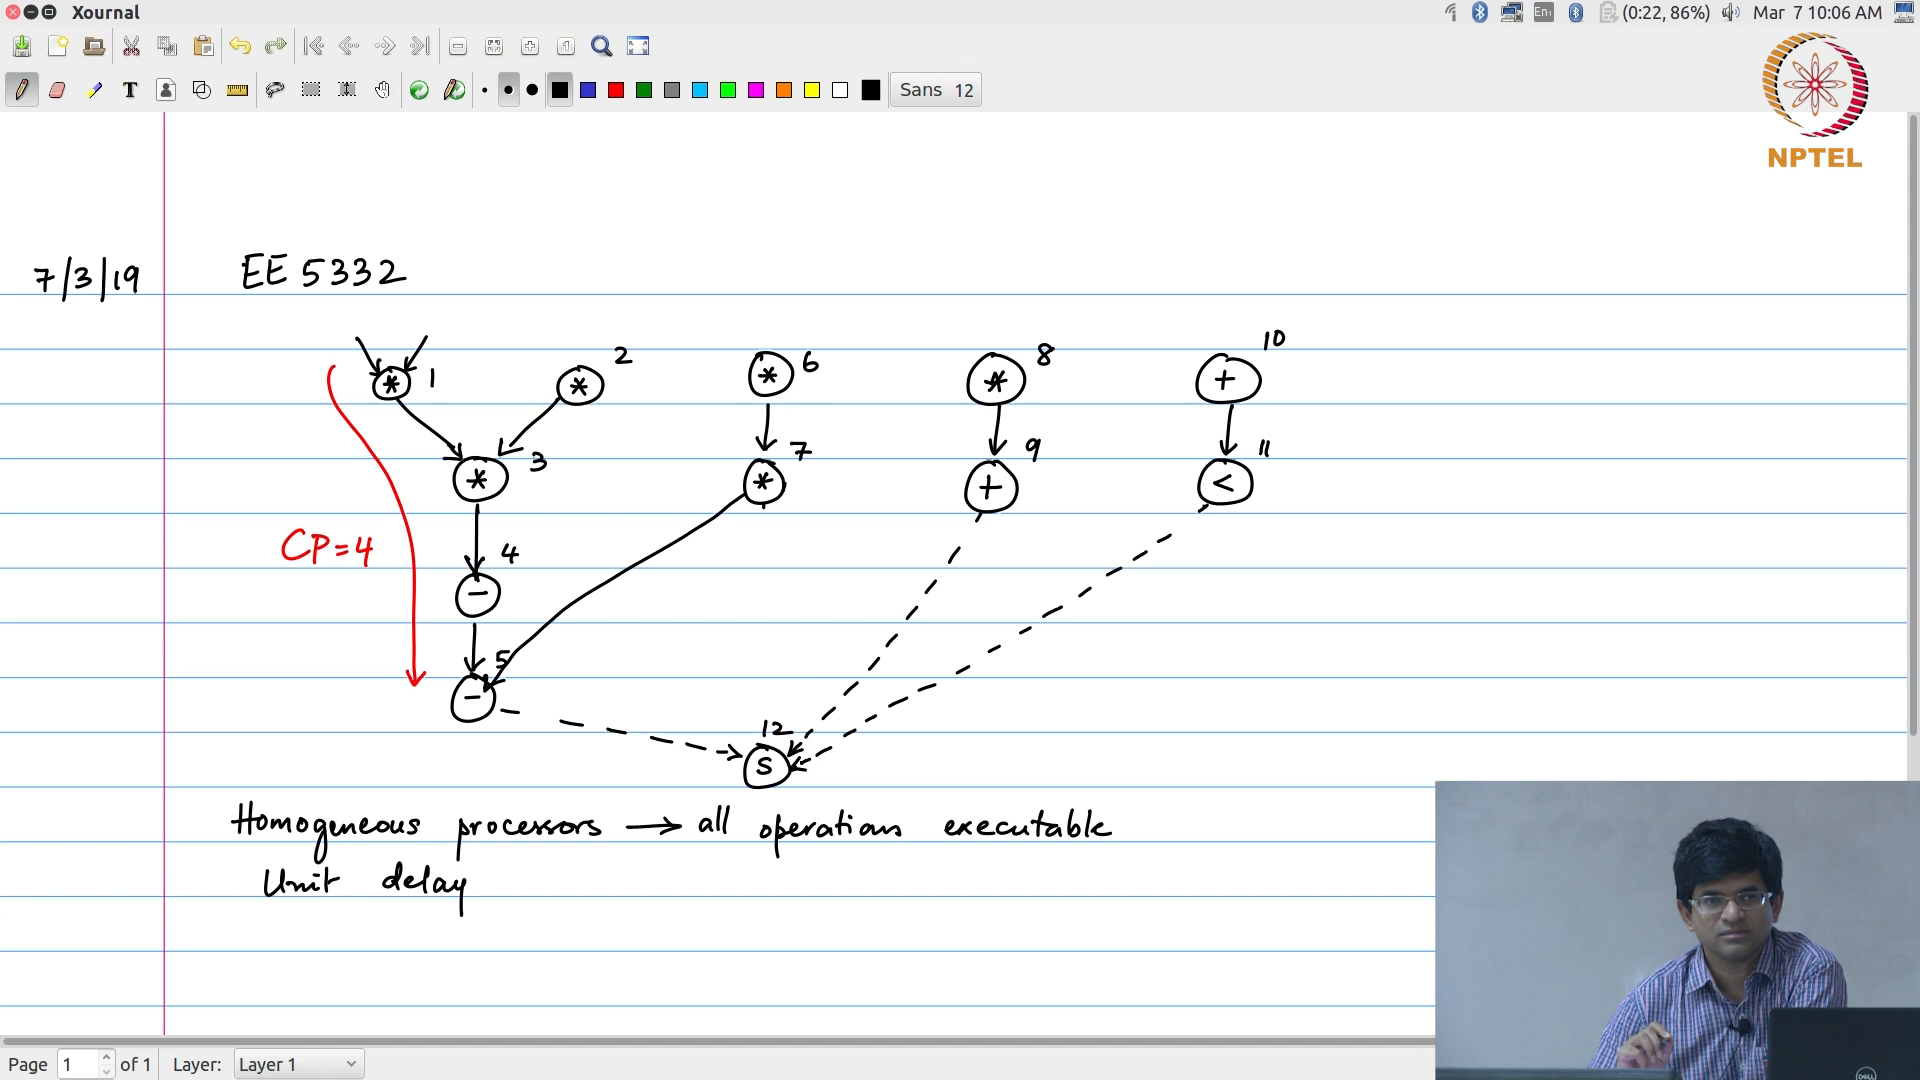 Xournal
En₁ (0:22, 86%) Mar 7 10:06 AM
T Sans 12
NPTEL
7/3/19 EE 5332
* 1 * 2 * 6 * 8 + 10
* 3 * 7 + 9 < 11
CP=4
- 4
- 5
S 12
Homogeneous processors → all operations executable
Unit delay
Page 1 of 1 Layer: Layer 1
DELL